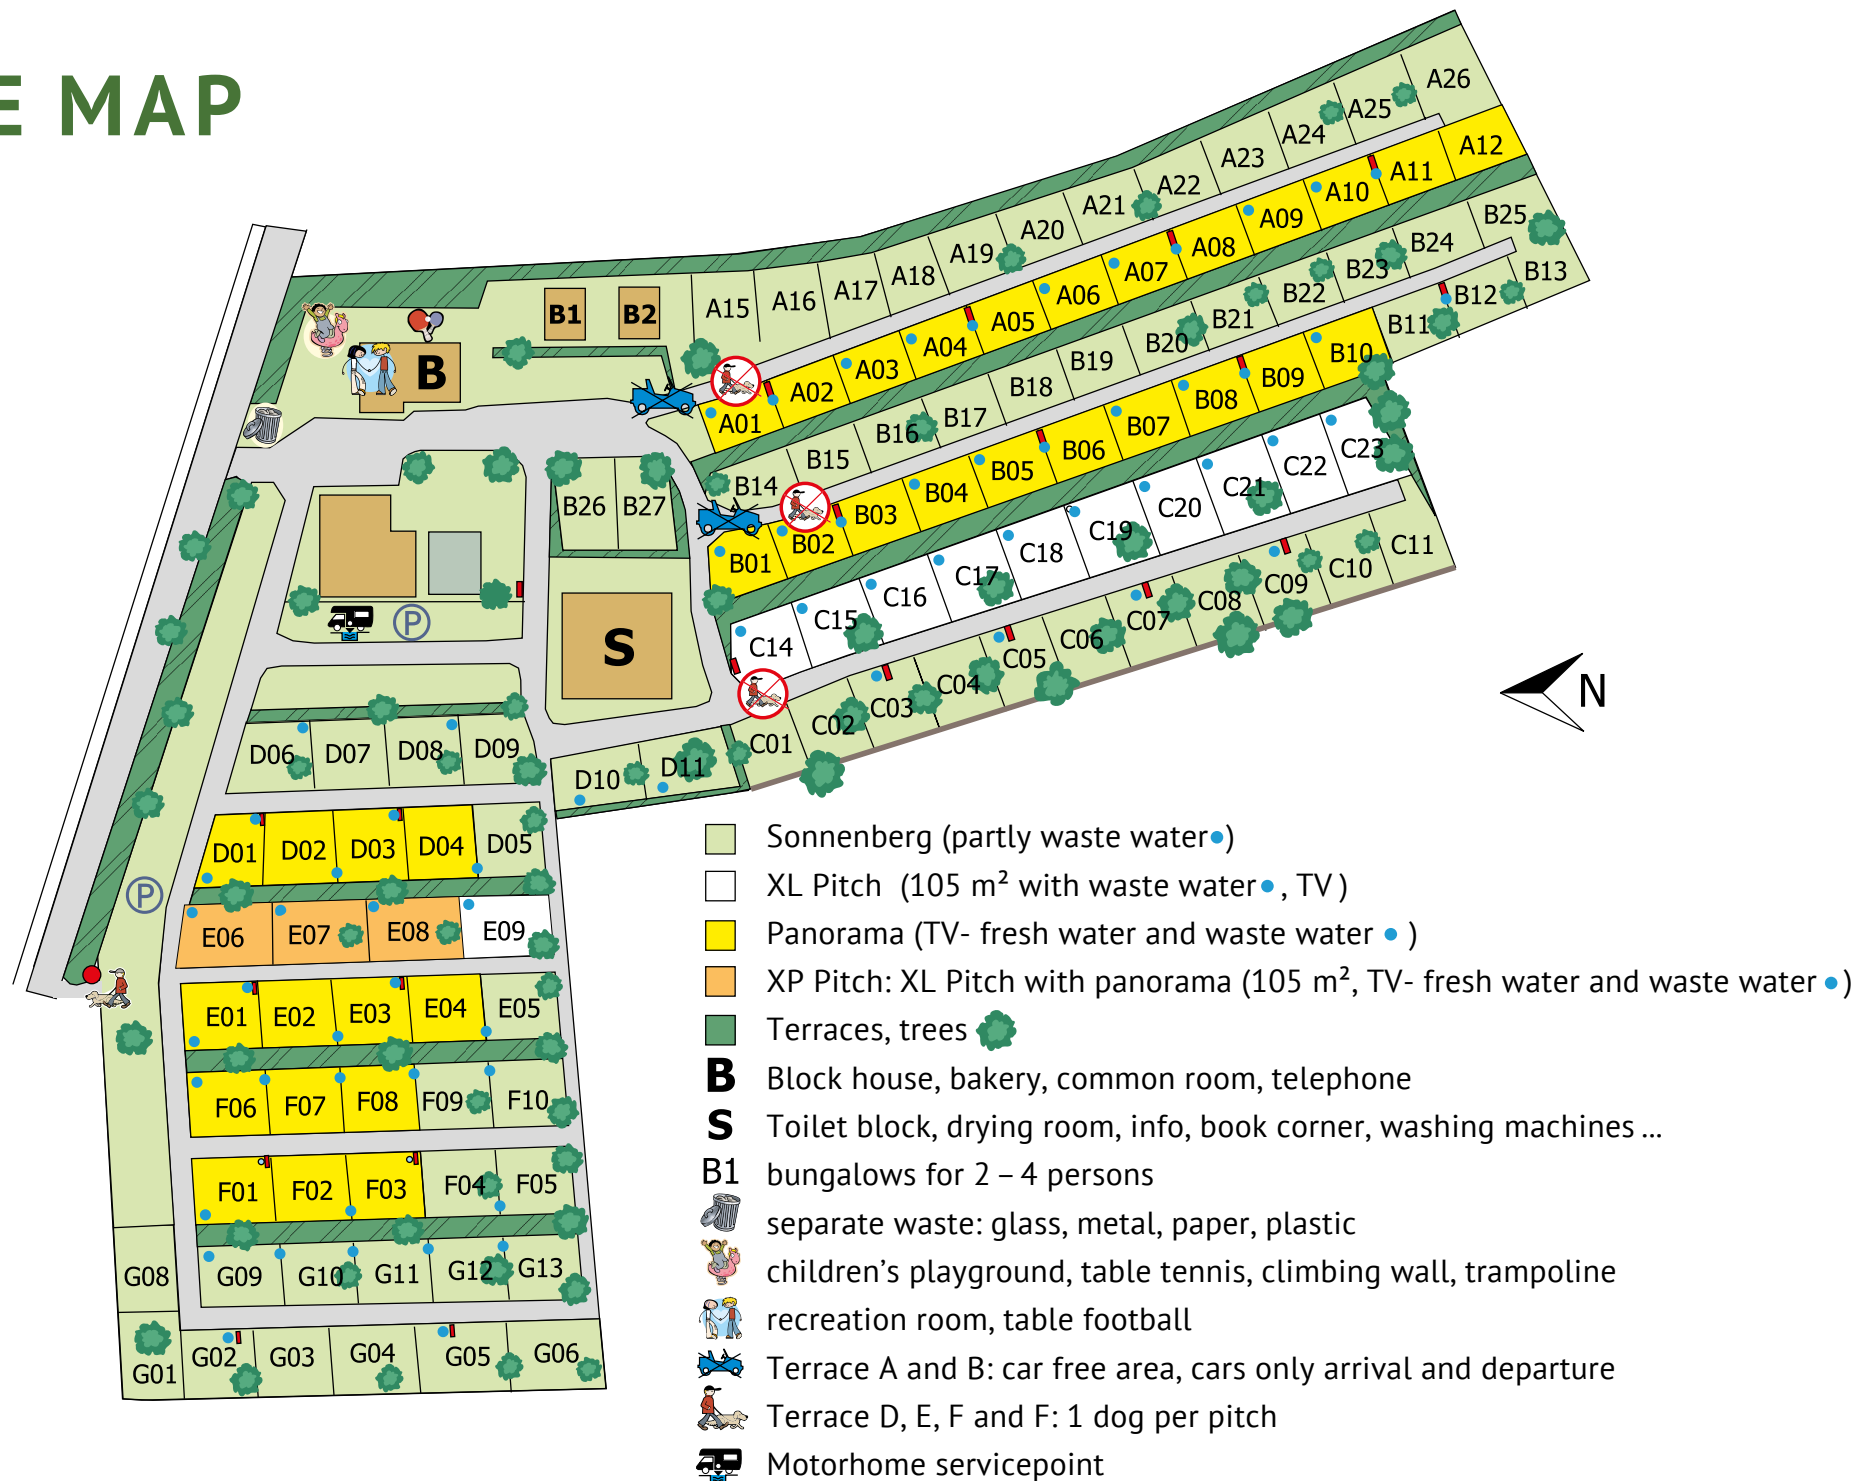 E MAP
A26
A25
A24
A23
A22
A21
A20
A19
A18
A17
A16
A15
A12
A11
A10
A09
A08
A07
A06
A05
A04
A03
A02
A01
B1
B2
B
B25
B24
B23
B22
B21
B20
B19
B18
B17
B16
B15
B14
B13
B12
B11
B10
B09
B08
B07
B06
B05
B04
B03
B02
B01
B26
B27
C23
C22
C21
C20
C19
C18
C17
C16
C15
C14
C11
C10
C09
C08
C07
C06
C05
C04
C03
C02
C01
P
S
N
D06
D07
D08
D09
D10
D11
D01
D02
D03
D04
D05
P
E06
E07
E08
E09
E01
E02
E03
E04
E05
F06
F07
F08
F09
F10
F01
F02
F03
F04
F05
G08
G09
G10
G11
G12
G13
G01
G02
G03
G04
G05
G06
Sonnenberg (partly waste water )
XL Pitch (105 m² with waste water , TV )
Panorama (TV- fresh water and waste water )
XP Pitch: XL Pitch with panorama (105 m², TV- fresh water and waste water )
Terraces, trees
B Block house, bakery, common room, telephone
S Toilet block, drying room, info, book corner, washing machines ...
B1 bungalows for 2 – 4 persons
separate waste: glass, metal, paper, plastic
children's playground, table tennis, climbing wall, trampoline
recreation room, table football
Terrace A and B: car free area, cars only arrival and departure
Terrace D, E, F and F: 1 dog per pitch
Motorhome servicepoint